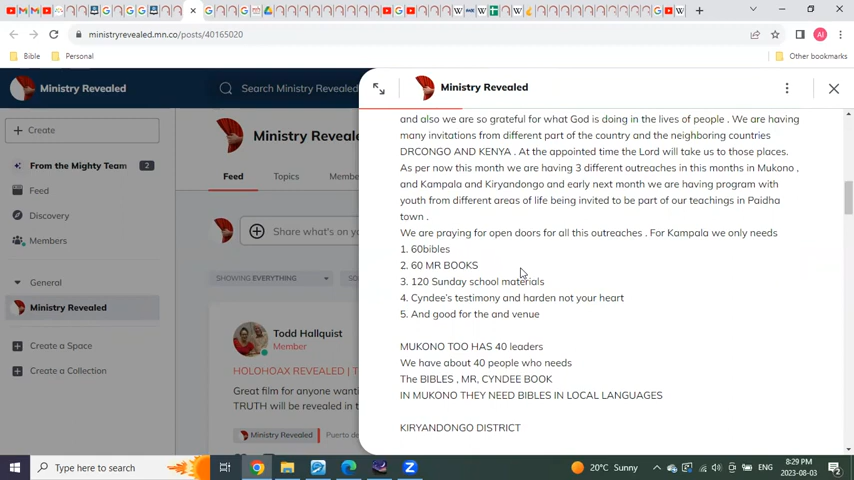 ministryrevealed.mn.co/posts/40165020
Bible
Personal
Other bookmarks
Ministry Revealed
Search Ministry Revealed
Create
From the Mighty Team
2
Feed
Discovery
Members
General
Ministry Revealed
Create a Space
Create a Collection
Ministry Reveale
Feed
Topics
Membe
Share what's on yo
SHOWING EVERYTHING
SO
Todd Hallquist
Member
HOLOHOAX REVEALED | T
Great film for anyone wanti
TRUTH will be revealed in t
Ministry Revealed
Puerto de
Ministry Revealed
and also we are so grateful for what God is doing in the lives of people . We are having
many invitations from different part of the country and the neighboring countries
DRCONGO AND KENYA . At the appointed time the Lord will take us to those places.
As per now this month we are having 3 different outreaches in this months in Mukono ,
and Kampala and Kiryandongo and early next month we are having program with
youth from different areas of life being invited to be part of our teachings in Paidha
town .
We are praying for open doors for all this outreaches . For Kampala we only needs
1. 60bibles
2. 60 MR BOOKS
3. 120 Sunday school materials
4. Cyndee's testimony and harden not your heart
5. And good for the and venue
MUKONO TOO HAS 40 leaders
We have about 40 people who needs
The BIBLES , MR, CYNDEE BOOK
IN MUKONO THEY NEED BIBLES IN LOCAL LANGUAGES
KIRYANDONGO DISTRICT
Type here to search
20°C Sunny
ENG
8:29 PM
2023-08-03
2